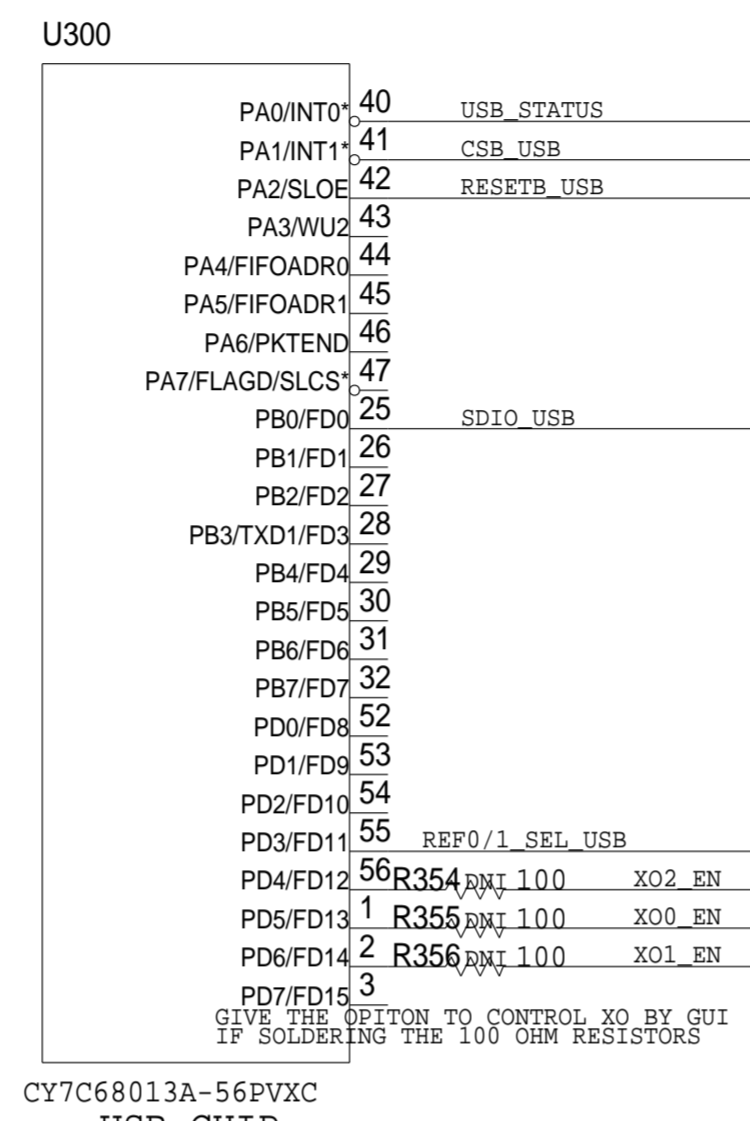 U300
PA0/INT0* 40 USB_STATUS
PA1/INT1* 41 CSB_USB
PA2/SLOE 42 RESETB_USB
PA3/WU2 43
PA4/FIFOADR0 44
PA5/FIFOADR1 45
PA6/PKTEND 46
PA7/FLAGD/SLCS* 47
PB0/FD0 25 SDIO_USB
PB1/FD1 26
PB2/FD2 27
PB3/TXD1/FD3 28
PB4/FD4 29
PB5/FD5 30
PB6/FD6 31
PB7/FD7 32
PD0/FD8 52
PD1/FD9 53
PD2/FD10 54
PD3/FD11 55 REF0/1_SEL_USB
PD4/FD12 56 R354 DNI 100 XO2_EN
PD5/FD13 1 R355 DNI 100 XO0_EN
PD6/FD14 2 R356 DNI 100 XO1_EN
PD7/FD15 3
GIVE THE OPITON TO CONTROL XO BY GUI
IF SOLDERING THE 100 OHM RESISTORS
CY7C68013A-56PVXC
USB CHIP